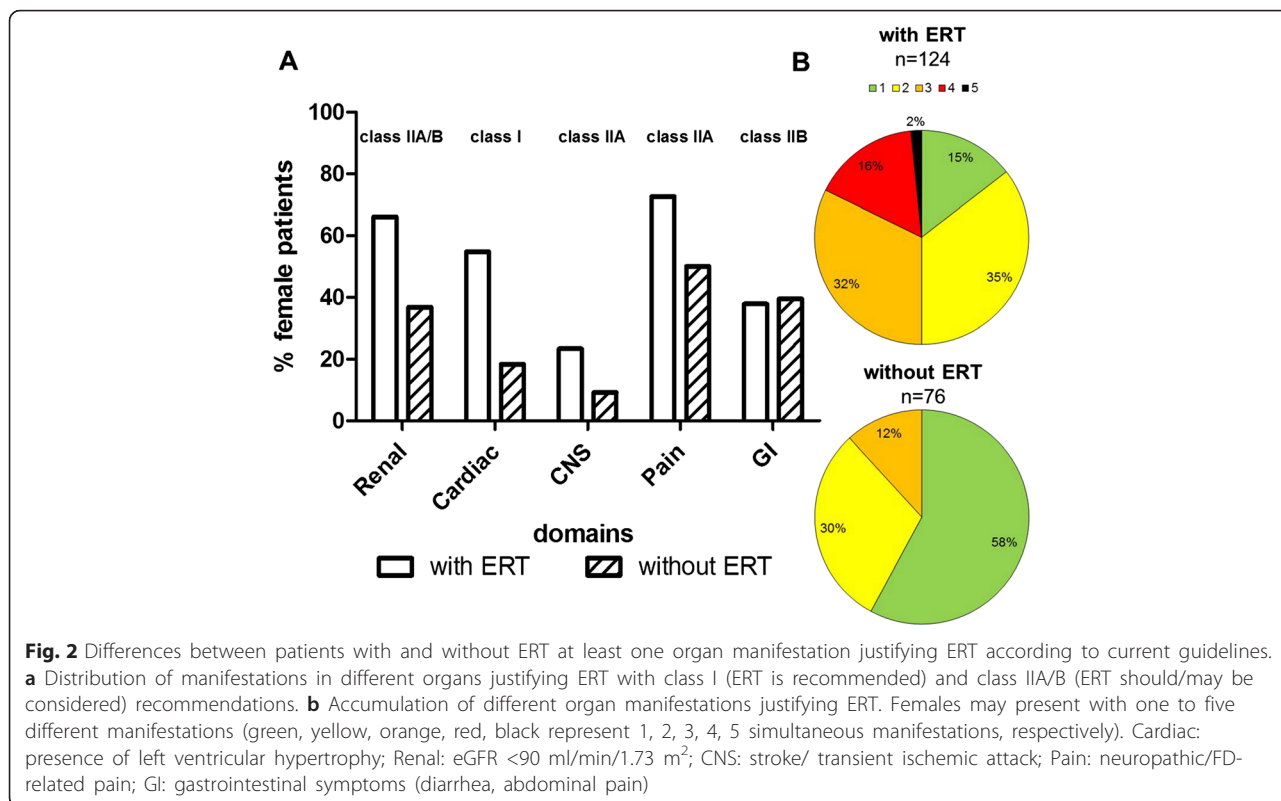 A
% female patients
100
80
60
40
20
0
class IIA/B
class I
class IIA
class IIA
class IIB
Renal
Cardiac
CNS
Pain
GI
domains
with ERT
without ERT
B
with ERT
n=124
1 2 3 4 5
2%
15%
16%
32%
35%
without ERT
n=76
12%
30%
58%
Fig. 2 Differences between patients with and without ERT at least one organ manifestation justifying ERT according to current guidelines.
a Distribution of manifestations in different organs justifying ERT with class I (ERT is recommended) and class IIA/B (ERT should/may be
considered) recommendations. b Accumulation of different organ manifestations justifying ERT. Females may present with one to five
different manifestations (green, yellow, orange, red, black represent 1, 2, 3, 4, 5 simultaneous manifestations, respectively). Cardiac:
presence of left ventricular hypertrophy; Renal: eGFR <90 ml/min/1.73 m²; CNS: stroke/ transient ischemic attack; Pain: neuropathic/FD-
related pain; GI: gastrointestinal symptoms (diarrhea, abdominal pain)